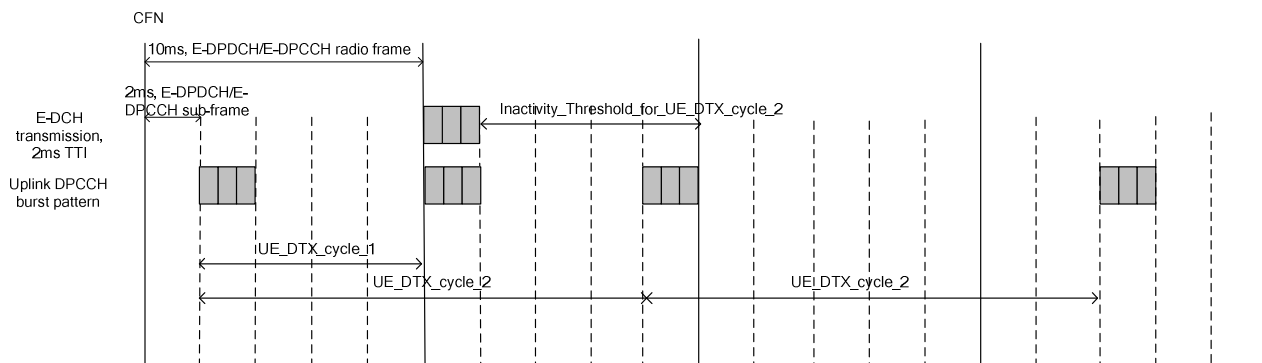 CFN
10ms, E-DPDCH/E-DPCCH radio frame
2ms, E-DPDCH/E-
DPCCH sub-frame
E-DCH
transmission,
2ms TTI
Inactivity_Threshold_for_UE_DTX_cycle_2
Uplink DPCCH
burst pattern
UE_DTX_cycle_1
UE_DTX_cycle_2
UE_DTX_cycle_2